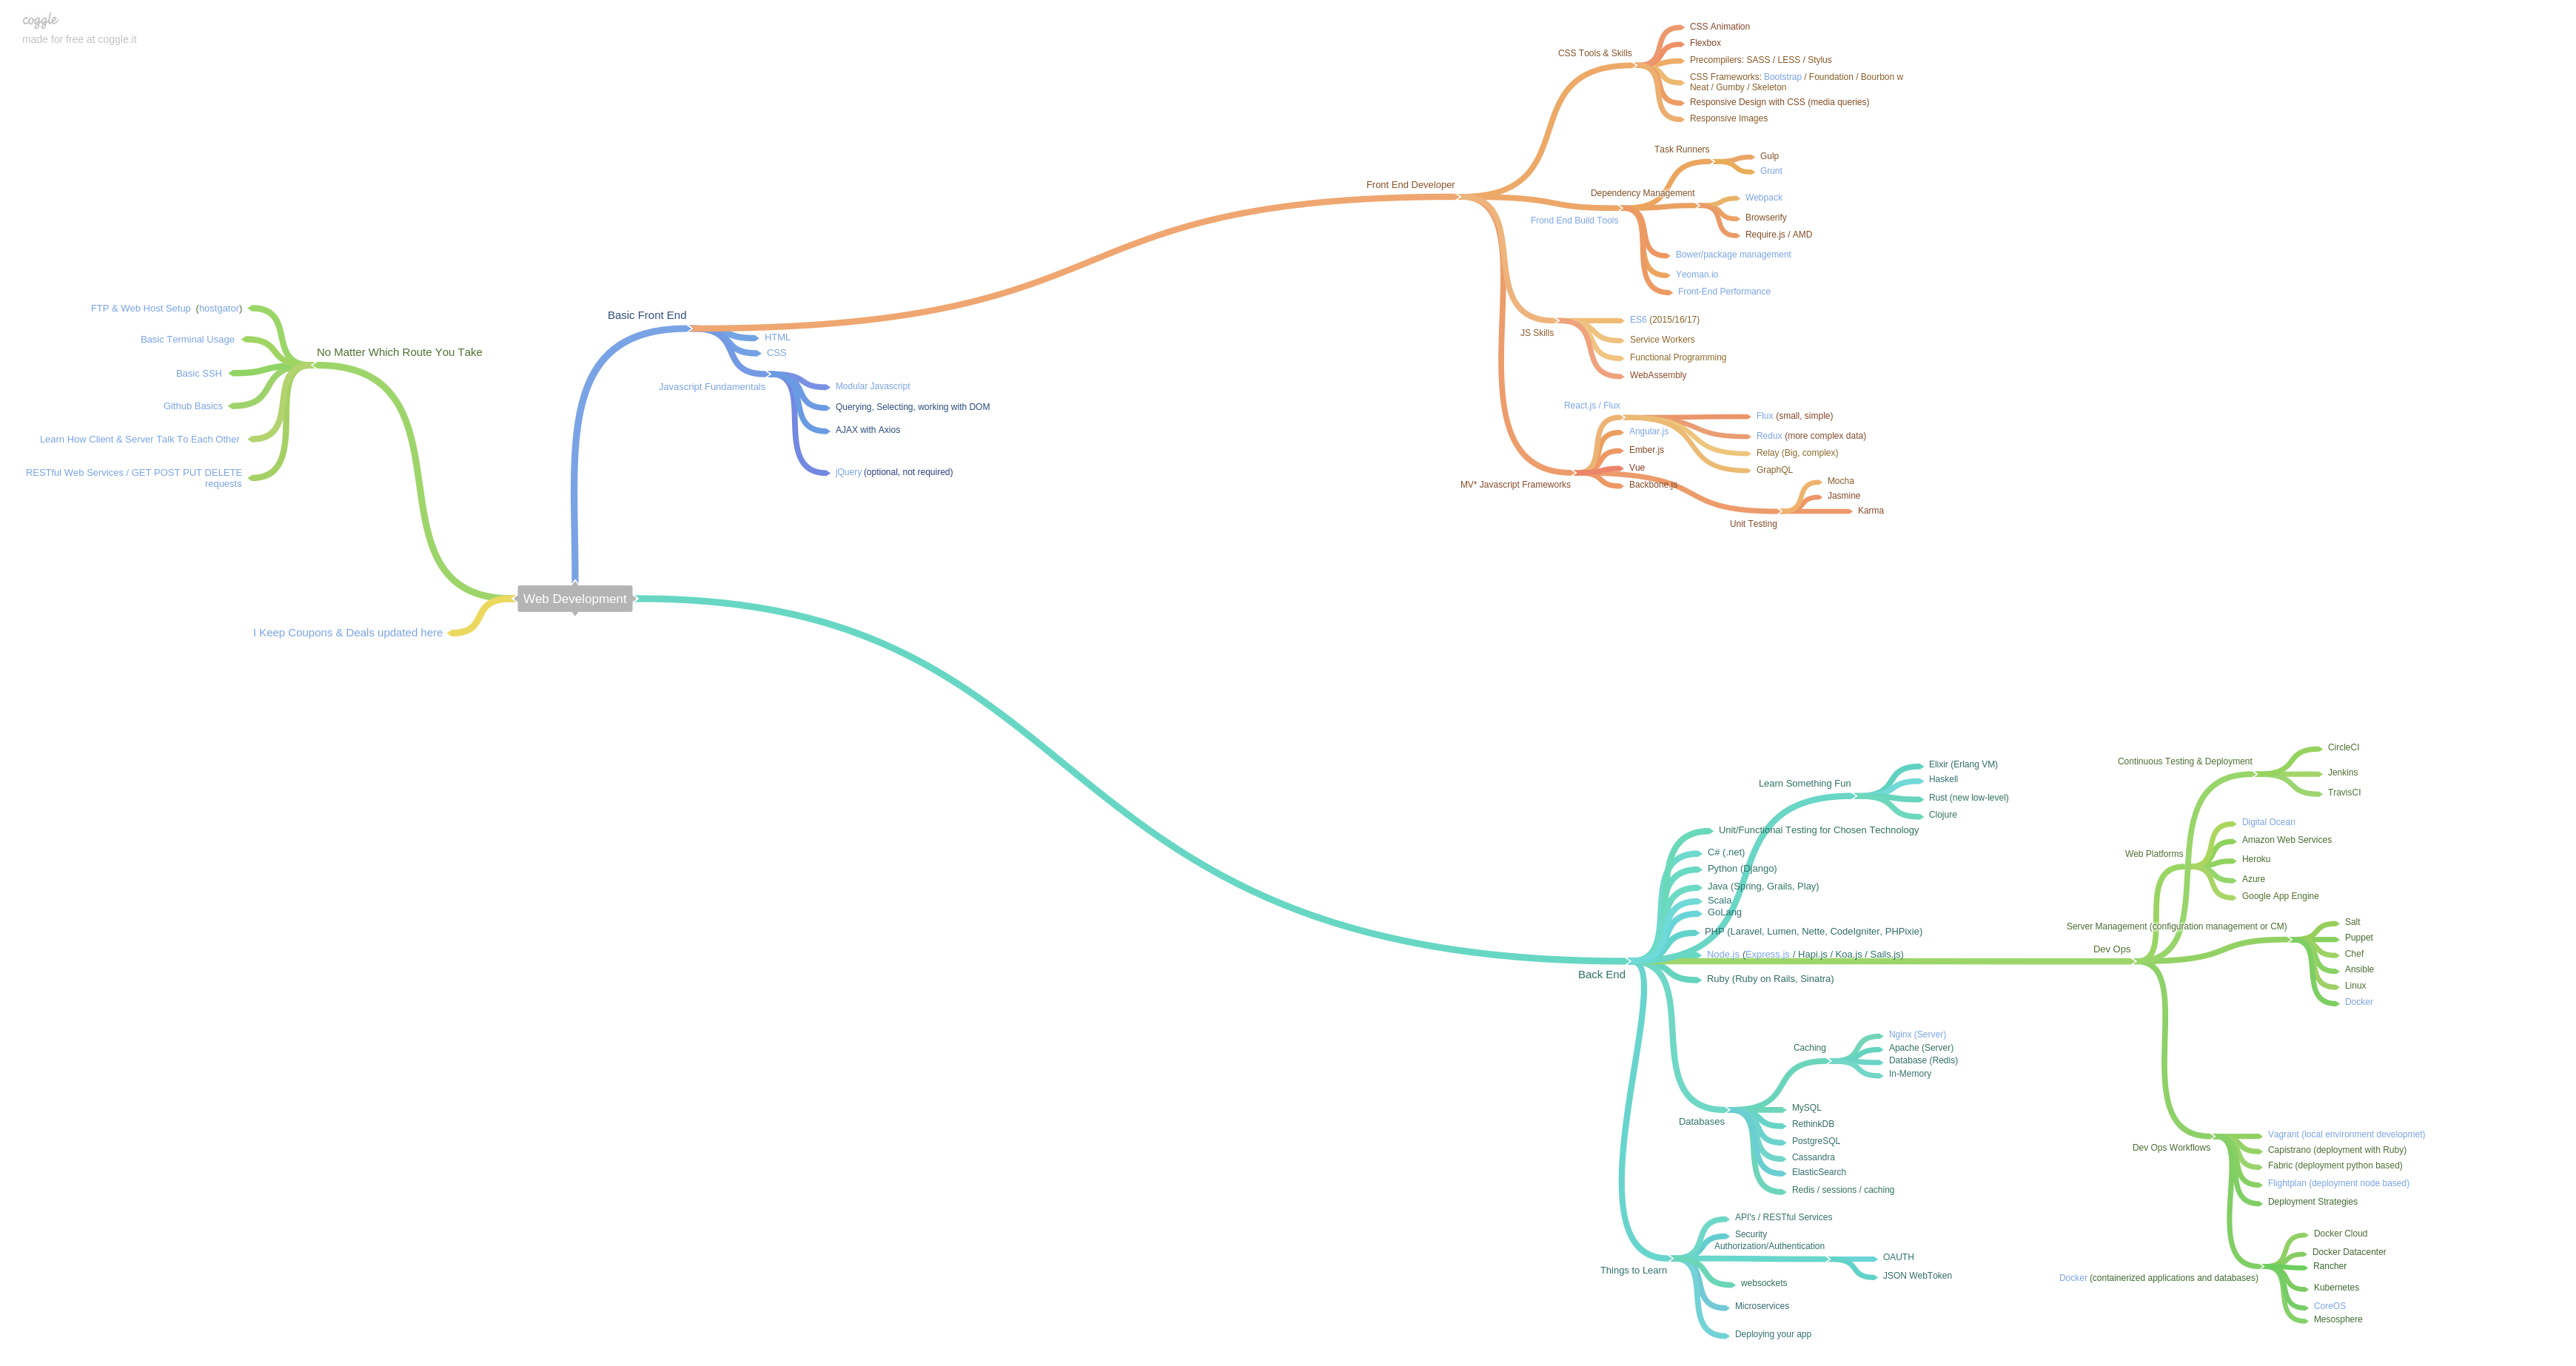 coggle
made for free at coggle.it
Web Development
No Matter Which Route You Take
FTP & Web Host Setup (hostgator)
Basic Terminal Usage
Basic SSH
Github Basics
Learn How Client & Server Talk To Each Other
RESTful Web Services / GET POST PUT DELETE
requests
I Keep Coupons & Deals updated here
Basic Front End
HTML
CSS
Javascript Fundamentals
Modular Javascript
Querying, Selecting, working with DOM
AJAX with Axios
jQuery (optional, not required)
Front End Developer
CSS Tools & Skills
CSS Animation
Flexbox
Precompilers: SASS / LESS / Stylus
CSS Frameworks: Bootstrap / Foundation / Bourbon w
Neat / Gumby / Skeleton
Responsive Design with CSS (media queries)
Responsive Images
Frond End Build Tools
Task Runners
Gulp
Grunt
Dependency Management
Webpack
Browserify
Require.js / AMD
Bower/package management
Yeoman.io
Front-End Performance
JS Skills
ES6 (2015/16/17)
Service Workers
Functional Programming
WebAssembly
MV* Javascript Frameworks
React.js / Flux
Flux (small, simple)
Redux (more complex data)
Relay (Big, complex)
GraphQL
Angular.js
Ember.js
Vue
Backbone.js
Unit Testing
Mocha
Jasmine
Karma
Back End
Learn Something Fun
Elixir (Erlang VM)
Haskell
Rust (new low-level)
Clojure
Unit/Functional Testing for Chosen Technology
C# (.net)
Python (Django)
Java (Spring, Grails, Play)
Scala
GoLang
PHP (Laravel, Lumen, Nette, CodeIgniter, PHPixie)
Node.js (Express.js / Hapi.js / Koa.js / Sails.js)
Ruby (Ruby on Rails, Sinatra)
Databases
Caching
Nginx (Server)
Apache (Server)
Database (Redis)
In-Memory
MySQL
RethinkDB
PostgreSQL
Cassandra
ElasticSearch
Redis / sessions / caching
Things to Learn
API's / RESTful Services
Security
Authorization/Authentication
OAUTH
JSON WebToken
websockets
Microservices
Deploying your app
Dev Ops
Continuous Testing & Deployment
CircleCI
Jenkins
TravisCI
Web Platforms
Digital Ocean
Amazon Web Services
Heroku
Azure
Google App Engine
Server Management (configuration management or CM)
Salt
Puppet
Chef
Ansible
Linux
Docker
Dev Ops Workflows
Vagrant (local environment developmet)
Capistrano (deployment with Ruby)
Fabric (deployment python based)
Flightplan (deployment node based)
Deployment Strategies
Docker (containerized applications and databases)
Docker Cloud
Docker Datacenter
Rancher
Kubernetes
CoreOS
Mesosphere